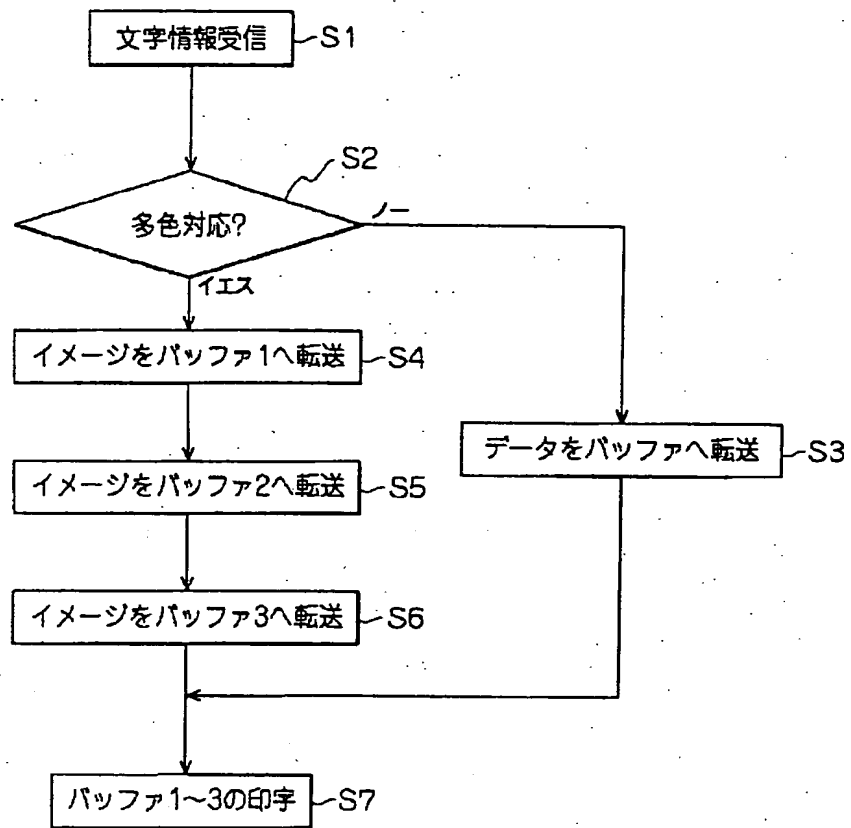 文字情報受信 S1
S2
多色対応?
ノー
イエス
イメージをバッファ1へ転送 S4
データをバッファへ転送 S3
イメージをバッファ2へ転送 S5
イメージをバッファ3へ転送 S6
バッファ1~3の印字 S7